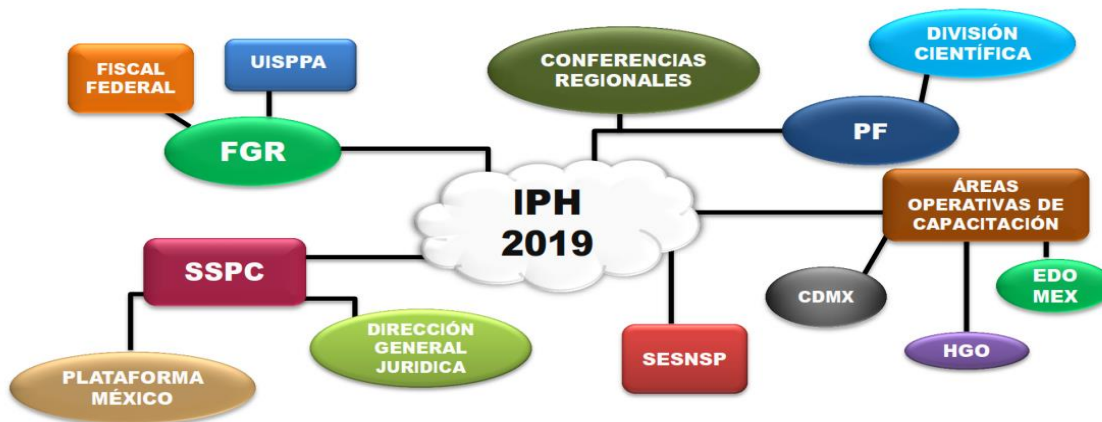 FISCAL
FEDERAL
UISPPA
FGR
CONFERENCIAS
REGIONALES
DIVISIÓN
CIENTÍFICA
PF
IPH
2019
ÁREAS
OPERATIVAS DE
CAPACITACIÓN
SSPC
CDMX
EDO
MEX
HGO
DIRECCIÓN
GENERAL
JURIDICA
SESNSP
PLATAFORMA
MÉXICO